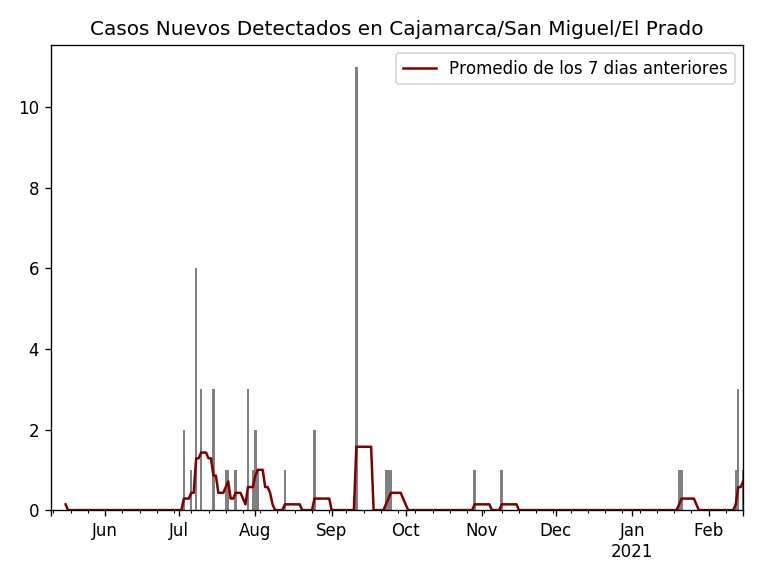 Casos Nuevos Detectados en Cajamarca/San Miguel/El Prado
Promedio de los 7 dias anteriores
10
8
6
4
2
0
Jun Jul Aug Sep Oct Nov Dec Jan Feb
2021